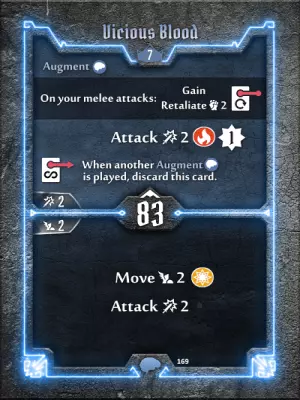 Vicious Blood
7
Augment
On your melee attacks: Gain
Retaliate 2
Attack 2 1
When another Augment
is played, discard this card.
2
83
2
Move 2
Attack 2
169